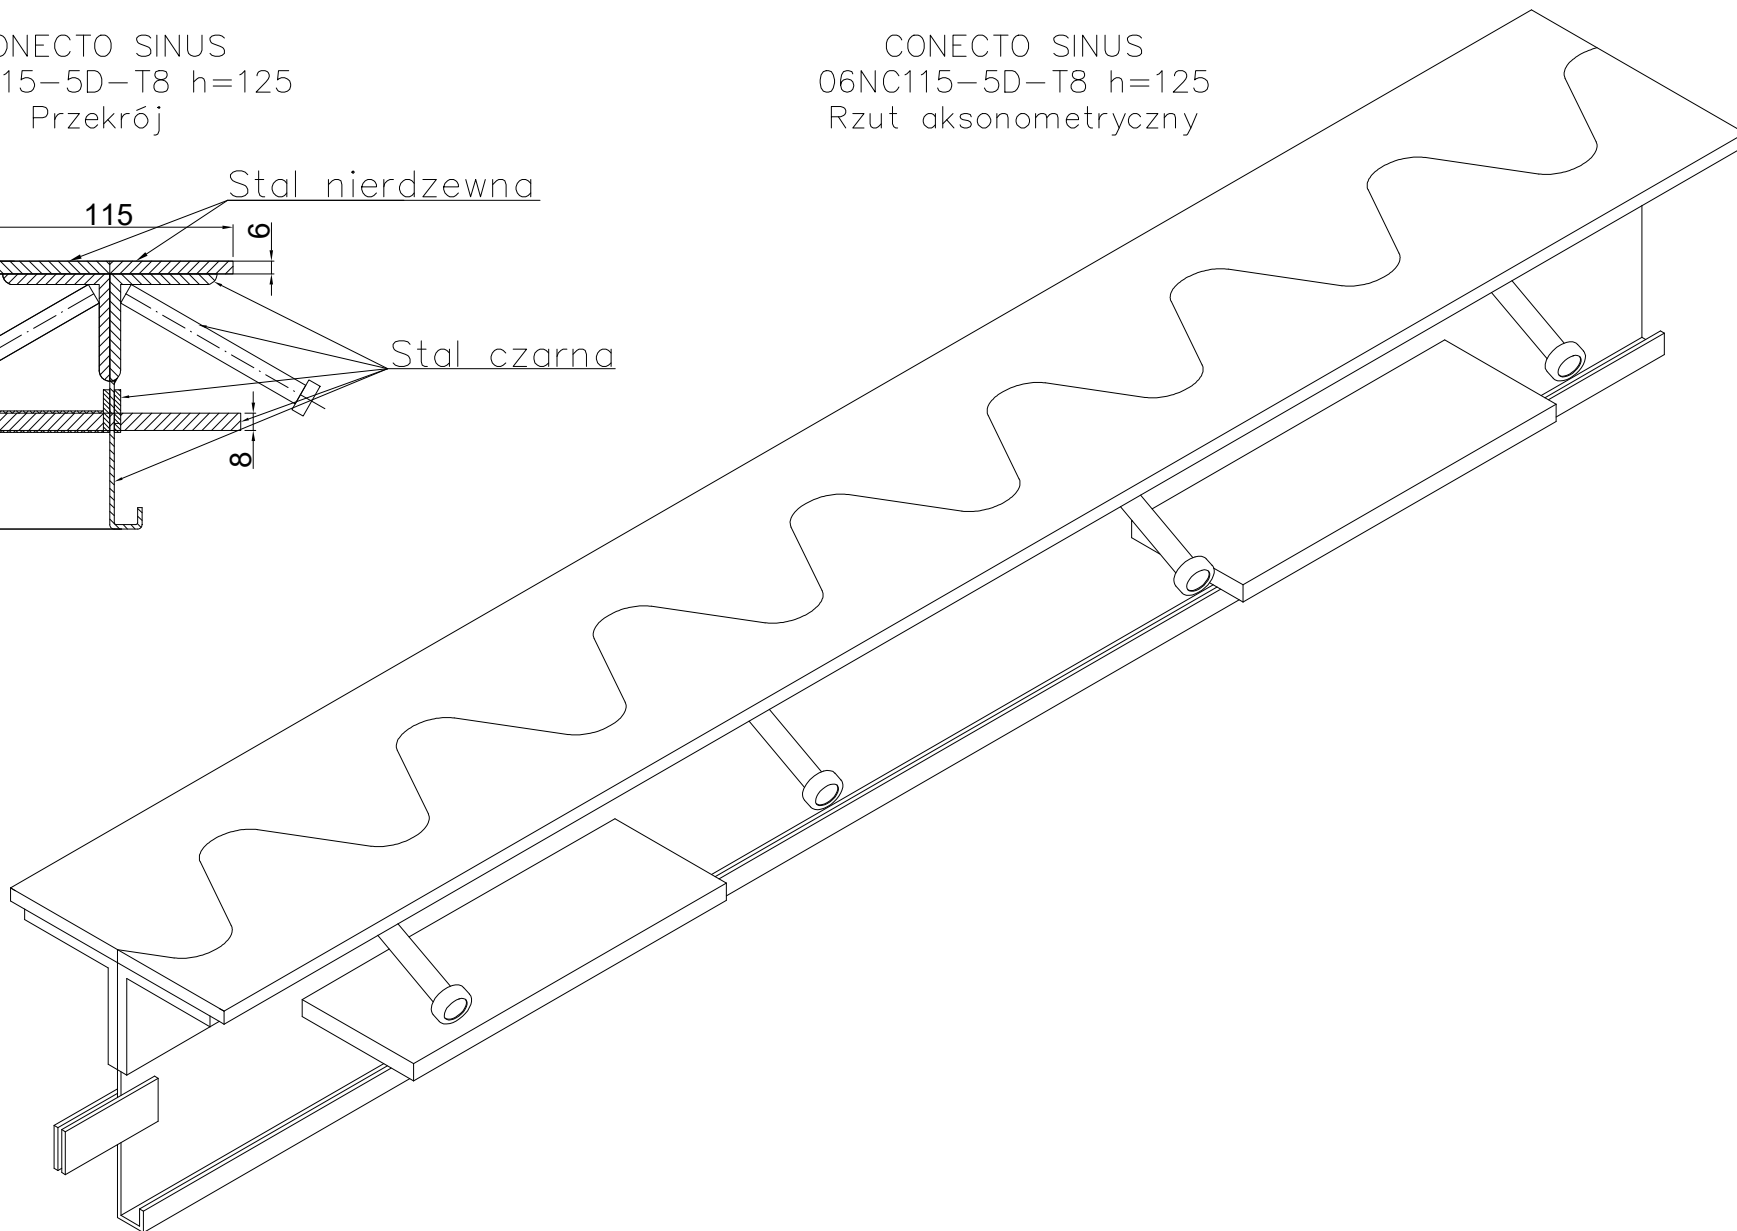 ONECTO SINUS
15-5D-T8 h=125
Przekrój
CONECTO SINUS
06NC115-5D-T8 h=125
Rzut aksonometryczny
Stal nierdzewna
115
6
Stal czarna
8